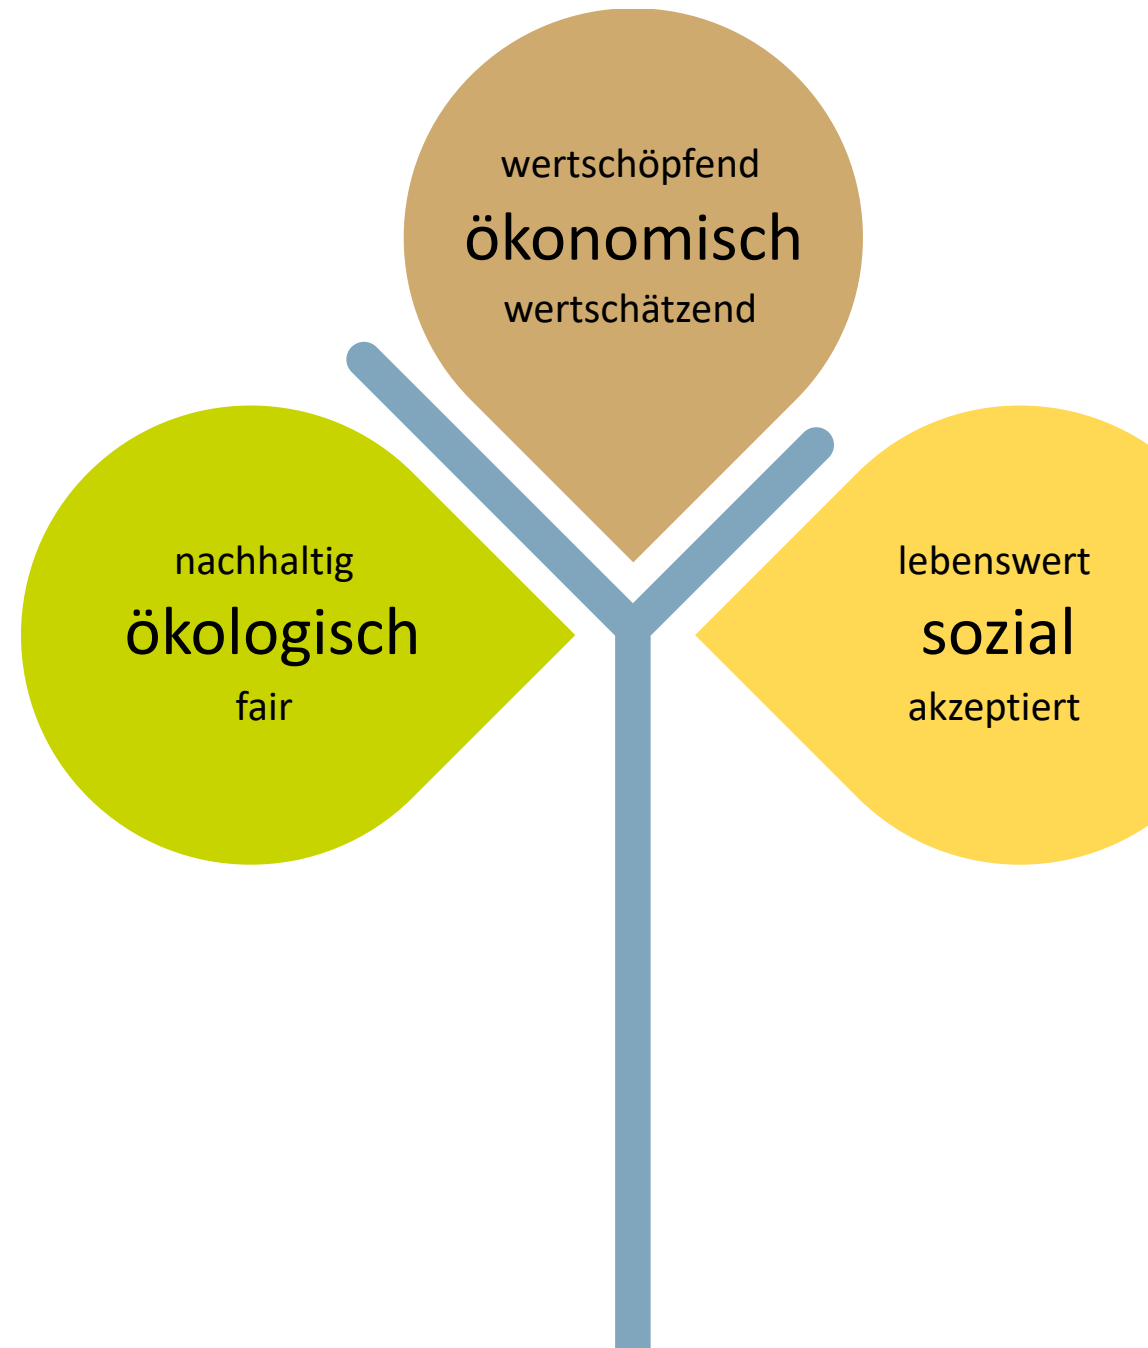 wertschöpfend
ökonomisch
wertschätzend
nachhaltig
ökologisch
fair
lebenswert
sozial
akzeptiert